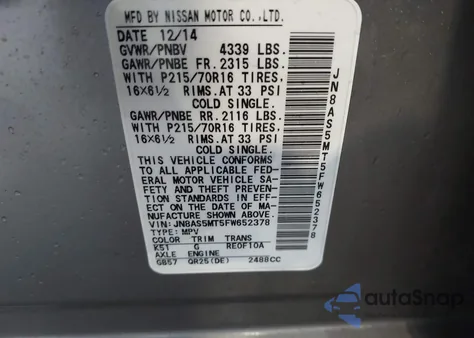 MFD BY NISSAN MOTOR CO.,LTD.
DATE 12/14
GVWR/PNBV 4339 LBS.
GAWR/PNBE FR. 2315 LBS.
WITH P215/70R16 TIRES,
16X6½ RIMS.AT 33 PSI
COLD SINGLE.
GAWR/PNBE RR. 2116 LBS.
WITH P215/70R16 TIRES,
16X6½ RIMS.AT 33 PSI
COLD SINGLE.
THIS VEHICLE CONFORMS
TO ALL APPLICABLE FED-
ERAL MOTOR VEHICLE SA-
FETY AND THEFT PREVEN-
TION STANDARDS IN EFF-
ECT ON THE DATE OF MA-
NUFACTURE SHOWN ABOVE.
VIN: JN8AS5MT5FW652378
TYPE: MPV
COLOR TRIM TRANS
K51 G RE0F10A
AXLE ENGINE
GB57 QR25(DE) 2488CC
JN8AS5MT5FW652378
autoSnap